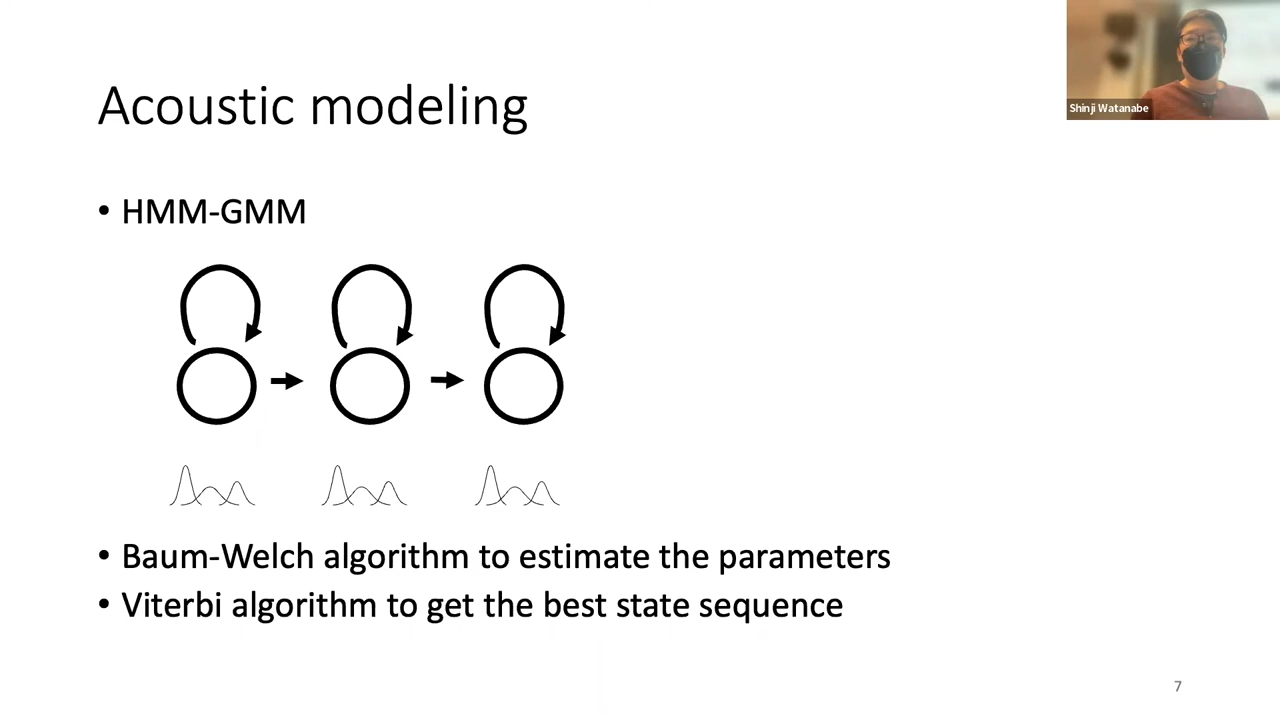 Acoustic modeling
Shinji Watanabe
• HMM-GMM
• Baum-Welch algorithm to estimate the parameters
• Viterbi algorithm to get the best state sequence
7